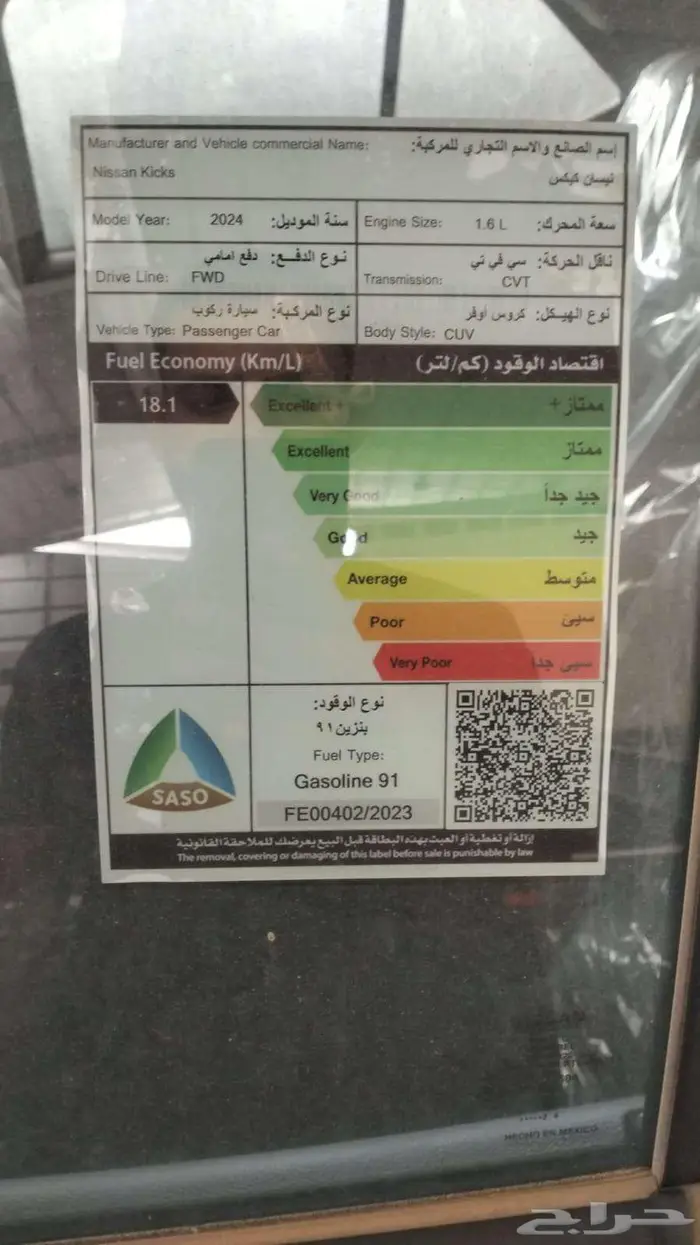 Manufacturer and Vehicle commercial Name: إسم الصانع والاسم التجاري للمركبة:
Nissan Kicks نيسان كيكس
Model Year: 2024 سنة الموديل: Engine Size: 1.6 L سعة المحرك:
نوع الدفع: دفع امامي ناقل الحركة: سي في تي
Drive Line: FWD Transmission: CVT
نوع المركبة: سيارة ركوب نوع الهيكل: كروس أوفر
Vehicle Type: Passenger Car Body Style: CUV
Fuel Economy (Km/L) اقتصاد الوقود (كم/لتر)
18.1 Excellent + ممتاز +
Excellent ممتاز
Very Good جيد جداً
Good جيد
Average متوسط
Poor سيئ
Very Poor سيئ جداً
نوع الوقود:
بنزين ٩١
Fuel Type:
Gasoline 91
SASO
FE00402/2023
إزالة أو تغطية أو العبث بهذه البطاقة قبل البيع يعرضك للملاحقة القانونية
The removal, covering or damaging of this label before sale is punishable by law
HECHO EN MEXICO
حراج